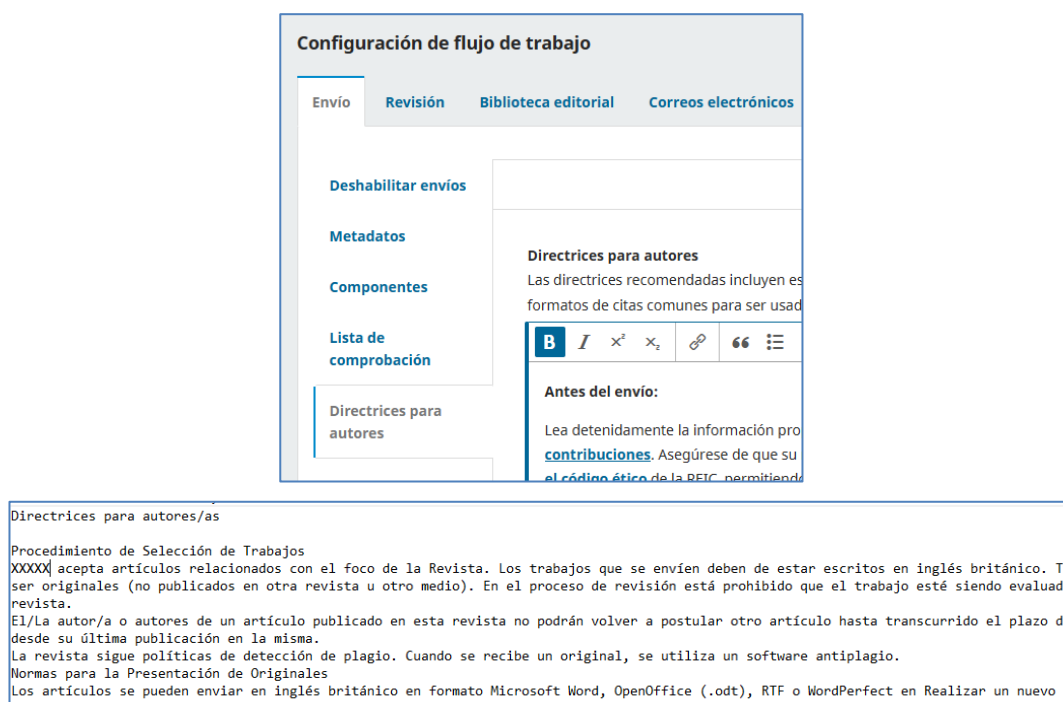 Configuración de flujo de trabajo
Envío Revisión Biblioteca editorial Correos electrónicos
Deshabilitar envíos
Metadatos
Componentes
Lista de
comprobación
Directrices para
autores
Directrices para autores
Las directrices recomendadas incluyen es
formatos de citas comunes para ser usad
B I x² x₂
Antes del envío:
Lea detenidamente la información pro
contribuciones. Asegúrese de que su
el código ético de la REIC, permitiend
Directrices para autores/as
Procedimiento de Selección de Trabajos
XXXXX acepta artículos relacionados con el foco de la Revista. Los trabajos que se envíen deben de estar escritos en inglés británico. T
ser originales (no publicados en otra revista u otro medio). En el proceso de revisión está prohibido que el trabajo esté siendo evaluad
revista.
El/La autor/a o autores de un artículo publicado en esta revista no podrán volver a postular otro artículo hasta transcurrido el plazo d
desde su última publicación en la misma.
La revista sigue políticas de detección de plagio. Cuando se recibe un original, se utiliza un software antiplagio.
Normas para la Presentación de Originales
Los artículos se pueden enviar en inglés británico en formato Microsoft Word, OpenOffice (.odt), RTF o WordPerfect en Realizar un nuevo